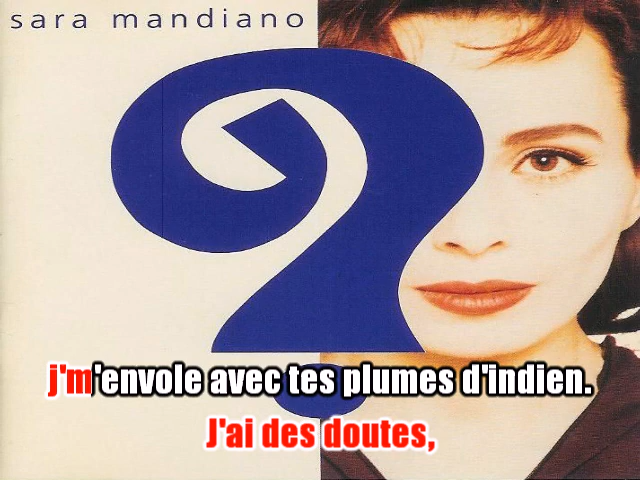 sara mandiano
j'm'envole avec tes plumes d'indien.
J'ai des doutes,